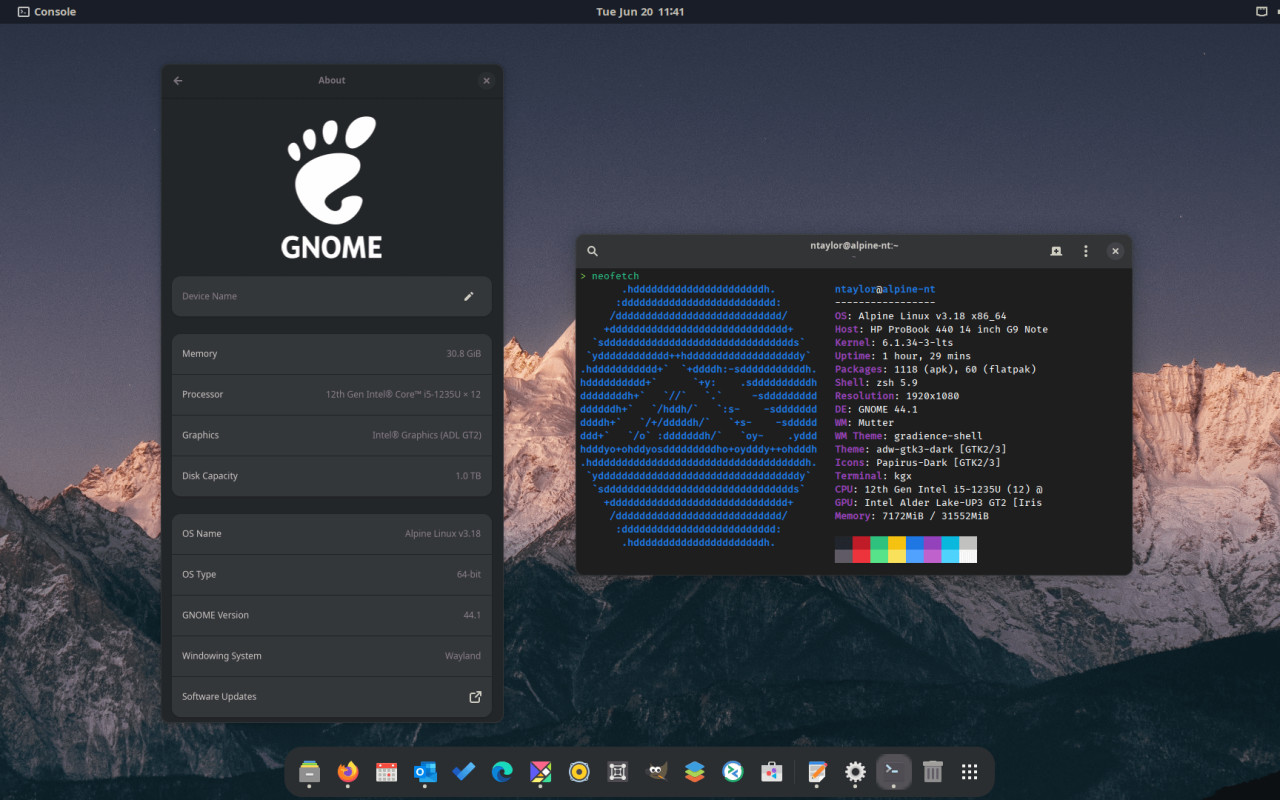 Console
Tue Jun 20 11:41
About
GNOME
Device Name
Memory 30.8 GiB
Processor 12th Gen Intel® Core™ i5-1235U × 12
Graphics Intel® Graphics (ADL GT2)
Disk Capacity 1.0 TB
OS Name Alpine Linux v3.18
OS Type 64-bit
GNOME Version 44.1
Windowing System Wayland
Software Updates
ntaylor@alpine-nt:~
~
> neofetch
ntaylor@alpine-nt
-----------------
OS: Alpine Linux v3.18 x86_64
Host: HP ProBook 440 14 inch G9 Note
Kernel: 6.1.34-3-lts
Uptime: 1 hour, 29 mins
Packages: 1118 (apk), 60 (flatpak)
Shell: zsh 5.9
Resolution: 1920x1080
DE: GNOME 44.1
WM: Mutter
WM Theme: gradience-shell
Theme: adw-gtk3-dark [GTK2/3]
Icons: Papirus-Dark [GTK2/3]
Terminal: kgx
CPU: 12th Gen Intel i5-1235U (12) @
GPU: Intel Alder Lake-UP3 GT2 [Iris
Memory: 7172MiB / 31552MiB